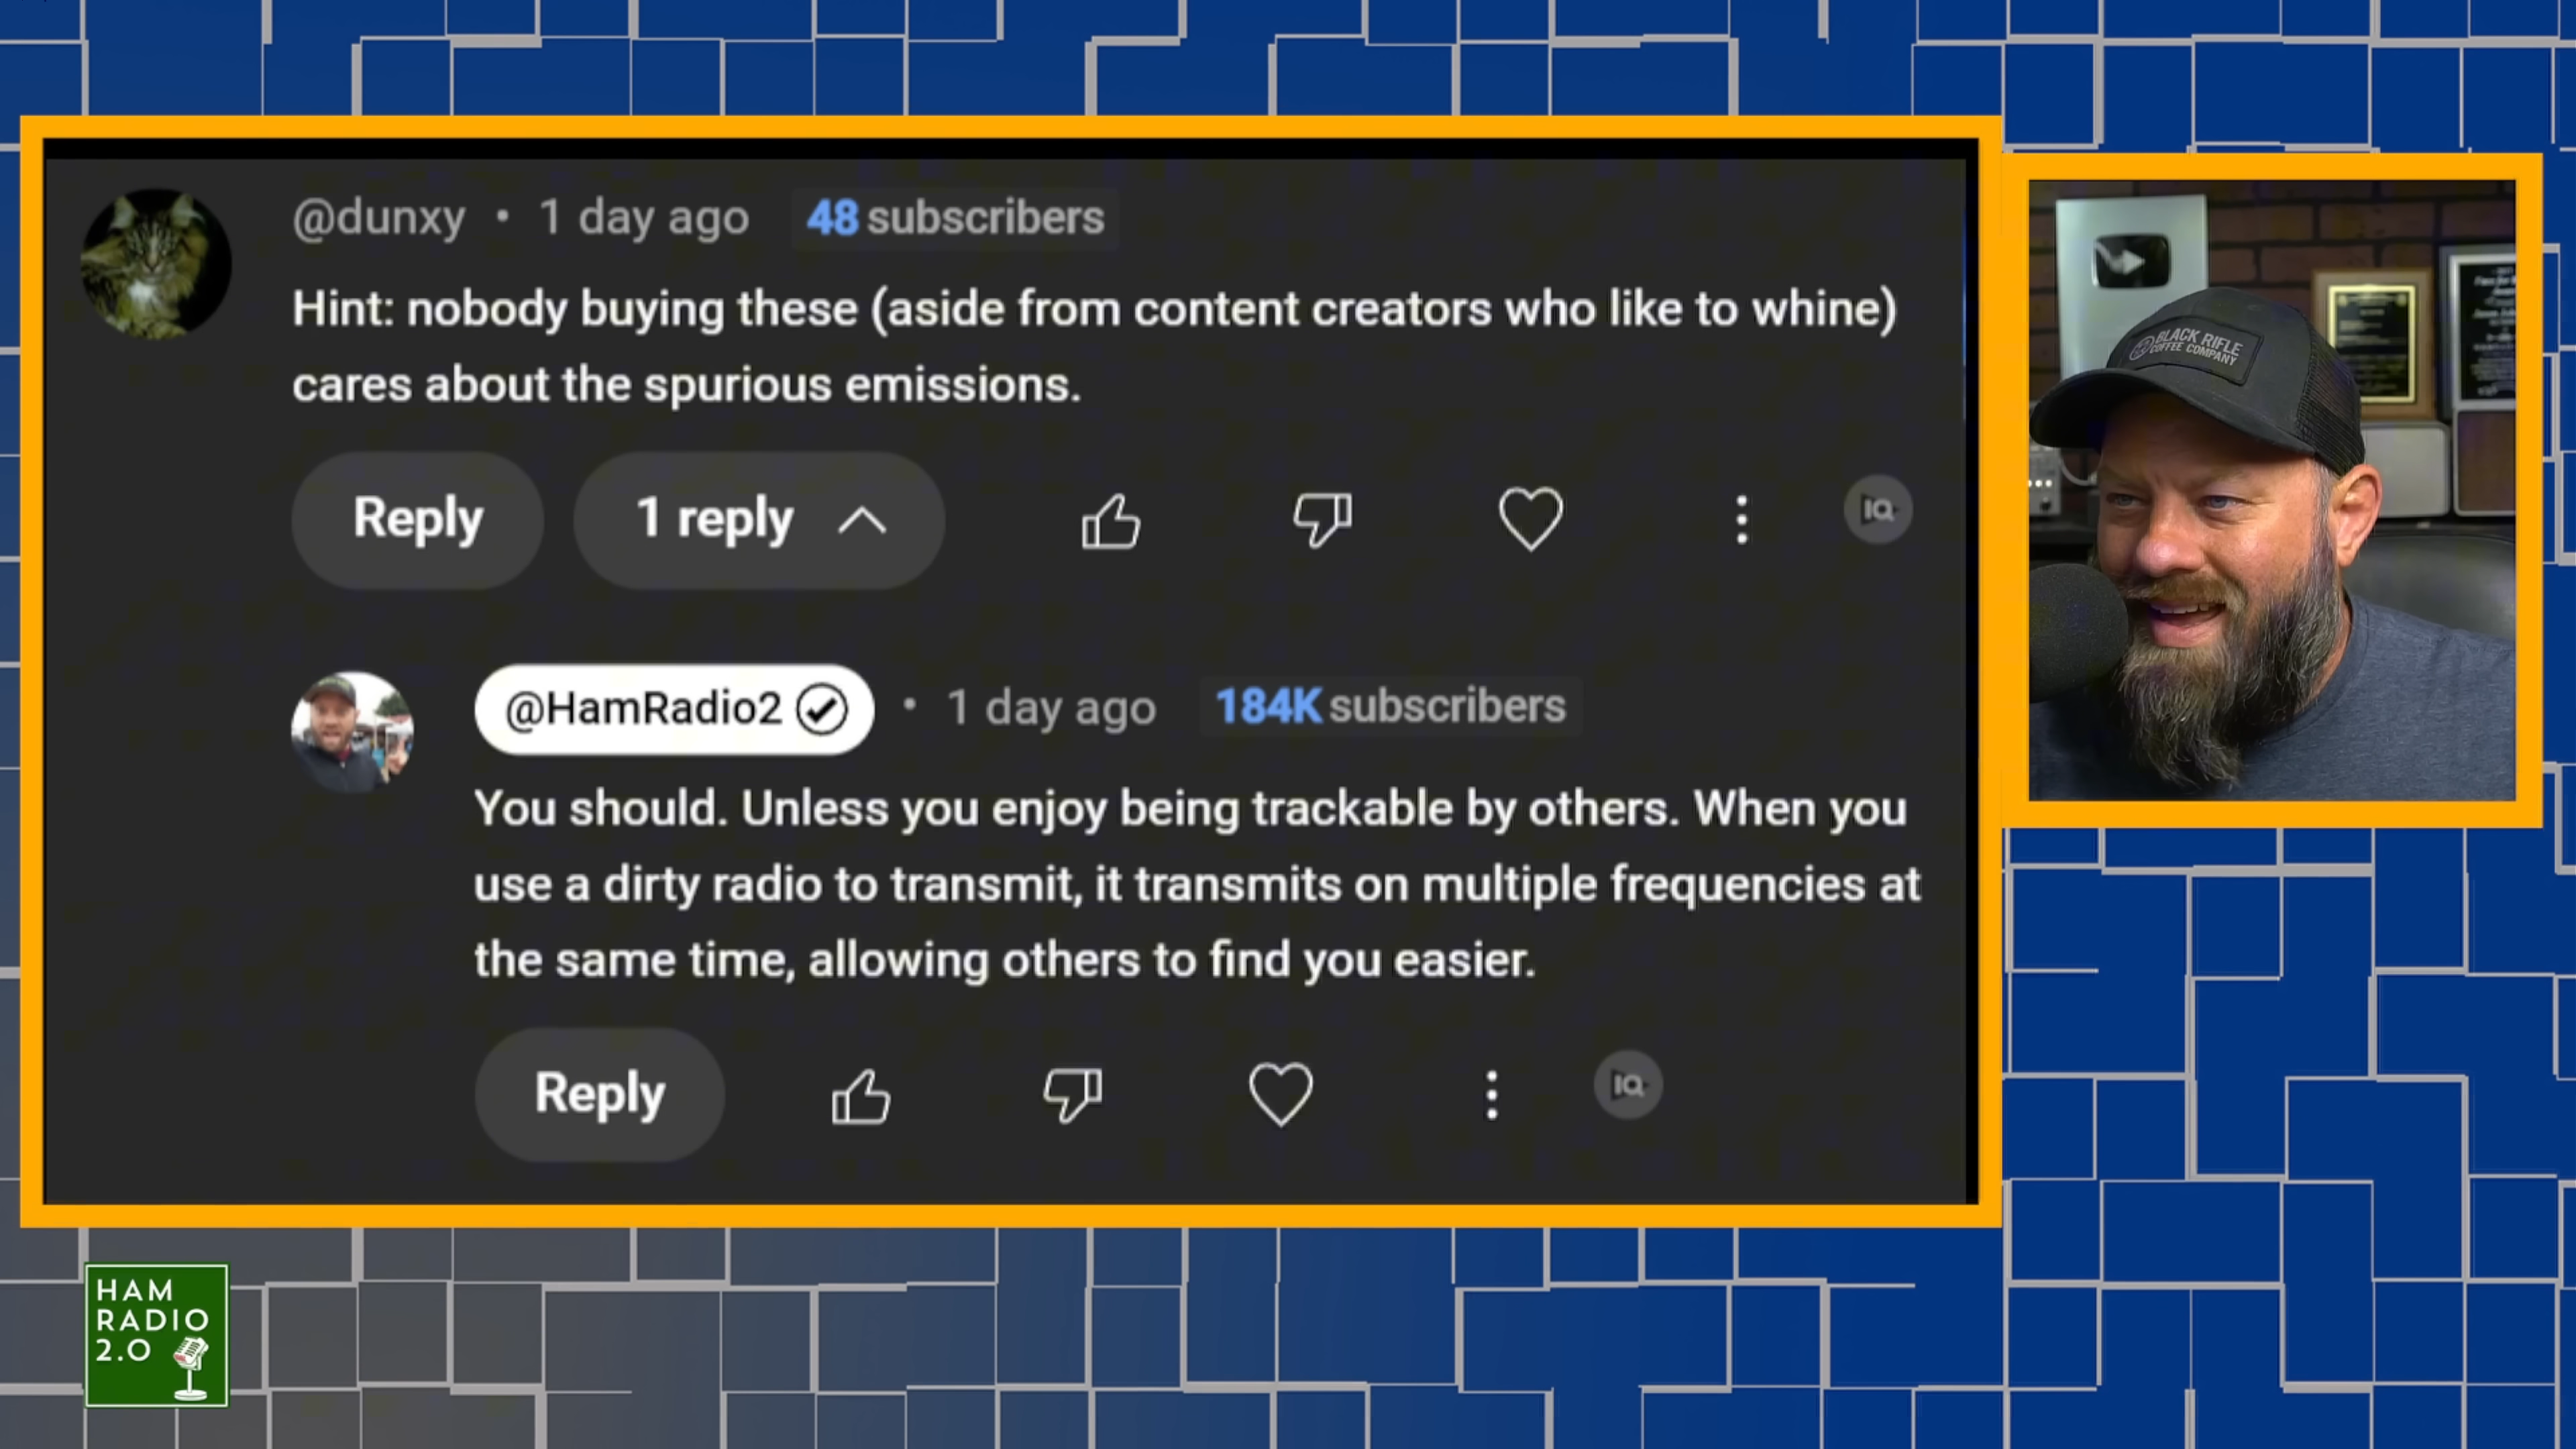 @dunxy • 1 day ago 48 subscribers
Hint: nobody buying these (aside from content creators who like to whine)
cares about the spurious emissions.
Reply 1 reply
@HamRadio2 • 1 day ago 184K subscribers
You should. Unless you enjoy being trackable by others. When you
use a dirty radio to transmit, it transmits on multiple frequencies at
the same time, allowing others to find you easier.
Reply
BLACK RIFLE
COFFEE COMPANY
HAM
RADIO
2.0